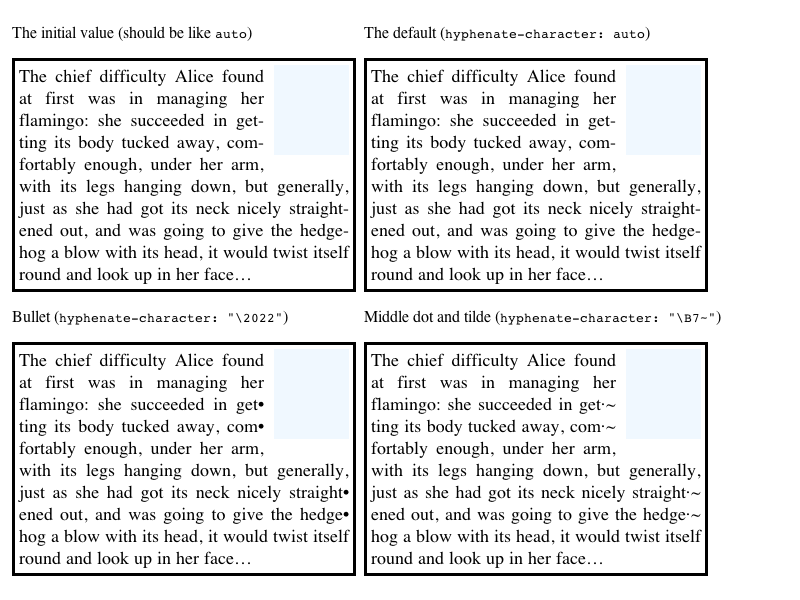 The initial value (should be like auto)
The chief difficulty Alice found
at first was in managing her
flamingo: she succeeded in get-
ting its body tucked away, com-
fortably enough, under her arm,
with its legs hanging down, but generally,
just as she had got its neck nicely straight-
ened out, and was going to give the hedge-
hog a blow with its head, it would twist itself
round and look up in her face…
The default (hyphenate-character: auto)
The chief difficulty Alice found
at first was in managing her
flamingo: she succeeded in get-
ting its body tucked away, com-
fortably enough, under her arm,
with its legs hanging down, but generally,
just as she had got its neck nicely straight-
ened out, and was going to give the hedge-
hog a blow with its head, it would twist itself
round and look up in her face…
Bullet (hyphenate-character: "\2022")
The chief difficulty Alice found
at first was in managing her
flamingo: she succeeded in get•
ting its body tucked away, com•
fortably enough, under her arm,
with its legs hanging down, but generally,
just as she had got its neck nicely straight•
ened out, and was going to give the hedge•
hog a blow with its head, it would twist itself
round and look up in her face…
Middle dot and tilde (hyphenate-character: "\B7~")
The chief difficulty Alice found
at first was in managing her
flamingo: she succeeded in get·~
ting its body tucked away, com·~
fortably enough, under her arm,
with its legs hanging down, but generally,
just as she had got its neck nicely straight·~
ened out, and was going to give the hedge·~
hog a blow with its head, it would twist itself
round and look up in her face…